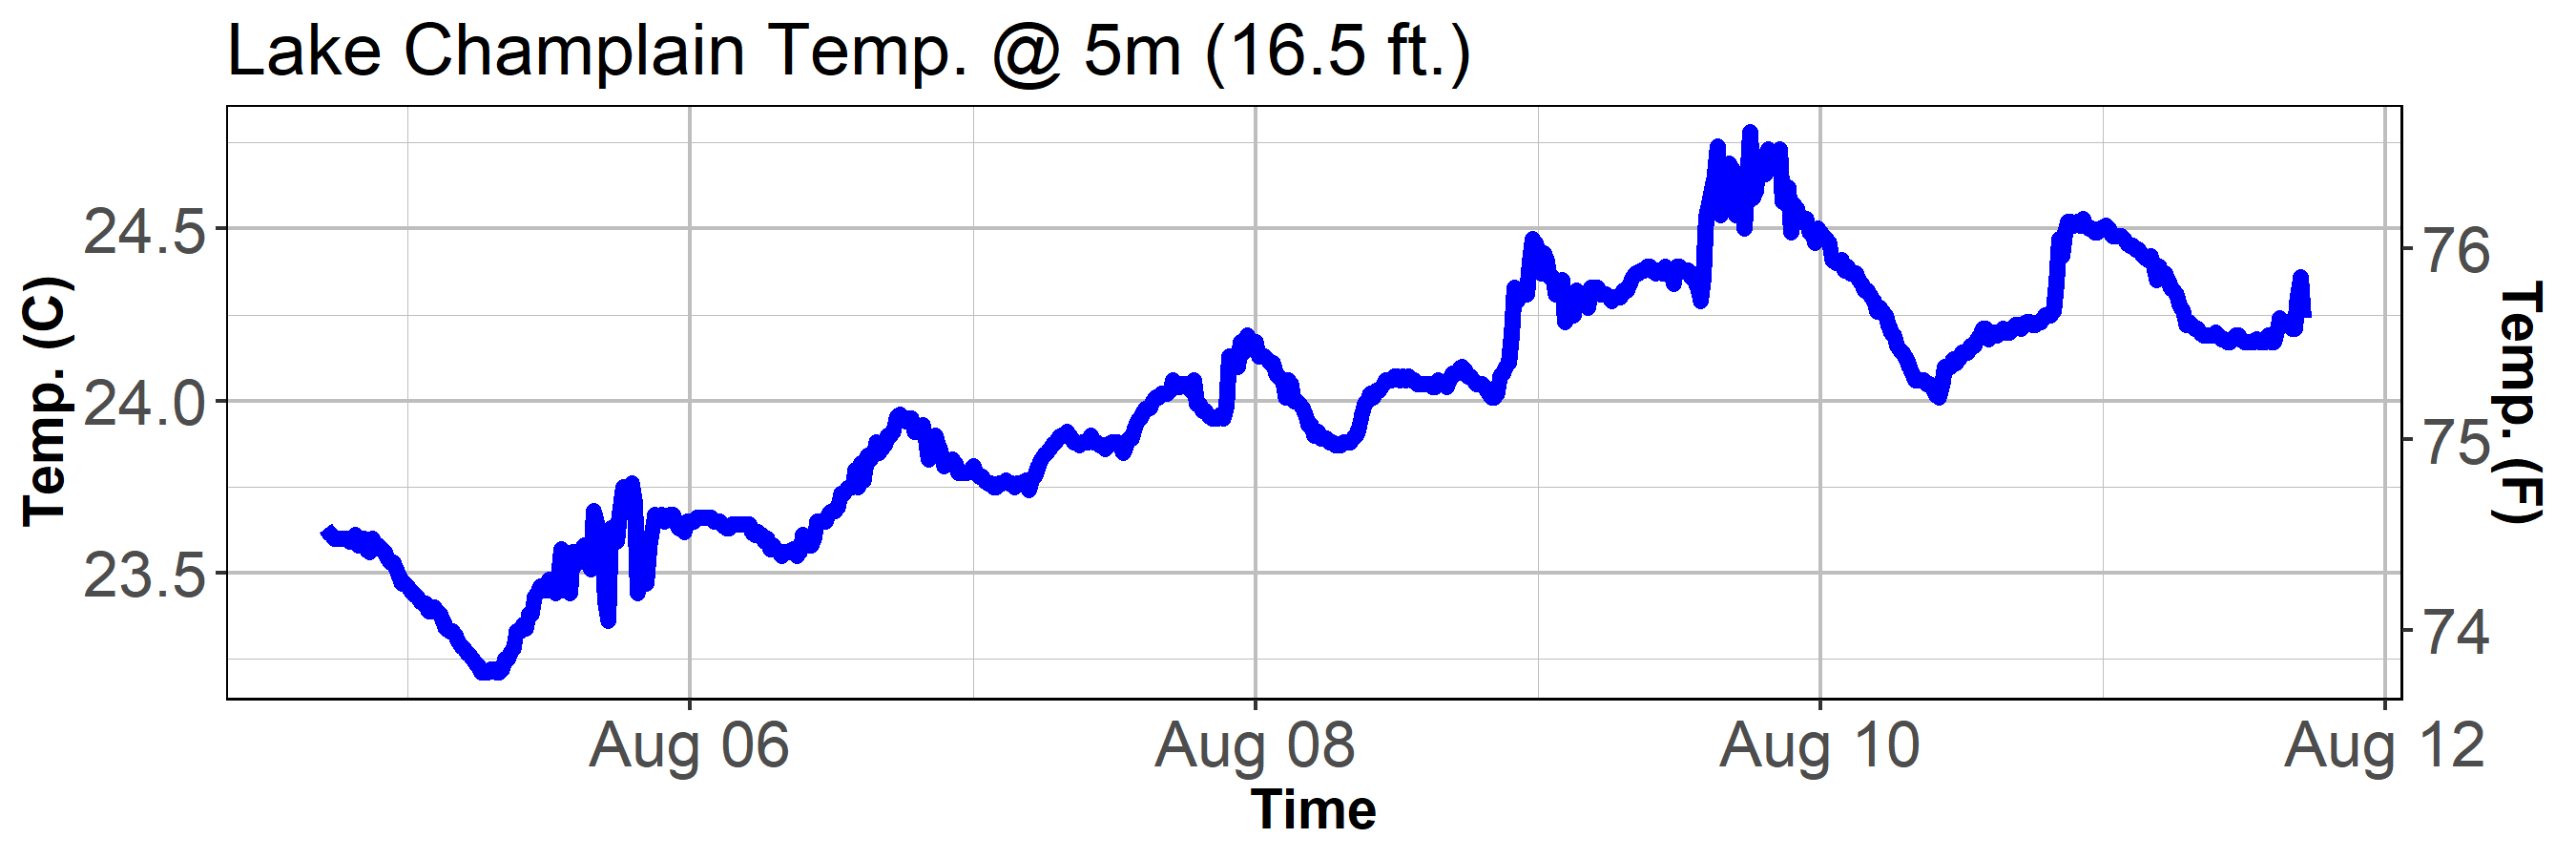 Lake Champlain Temp. @ 5m (16.5 ft.)
Temp. (C)
24.5
24.0
23.5
76
75
74
Temp. (F)
Aug 06
Aug 08
Aug 10
Aug 12
Time